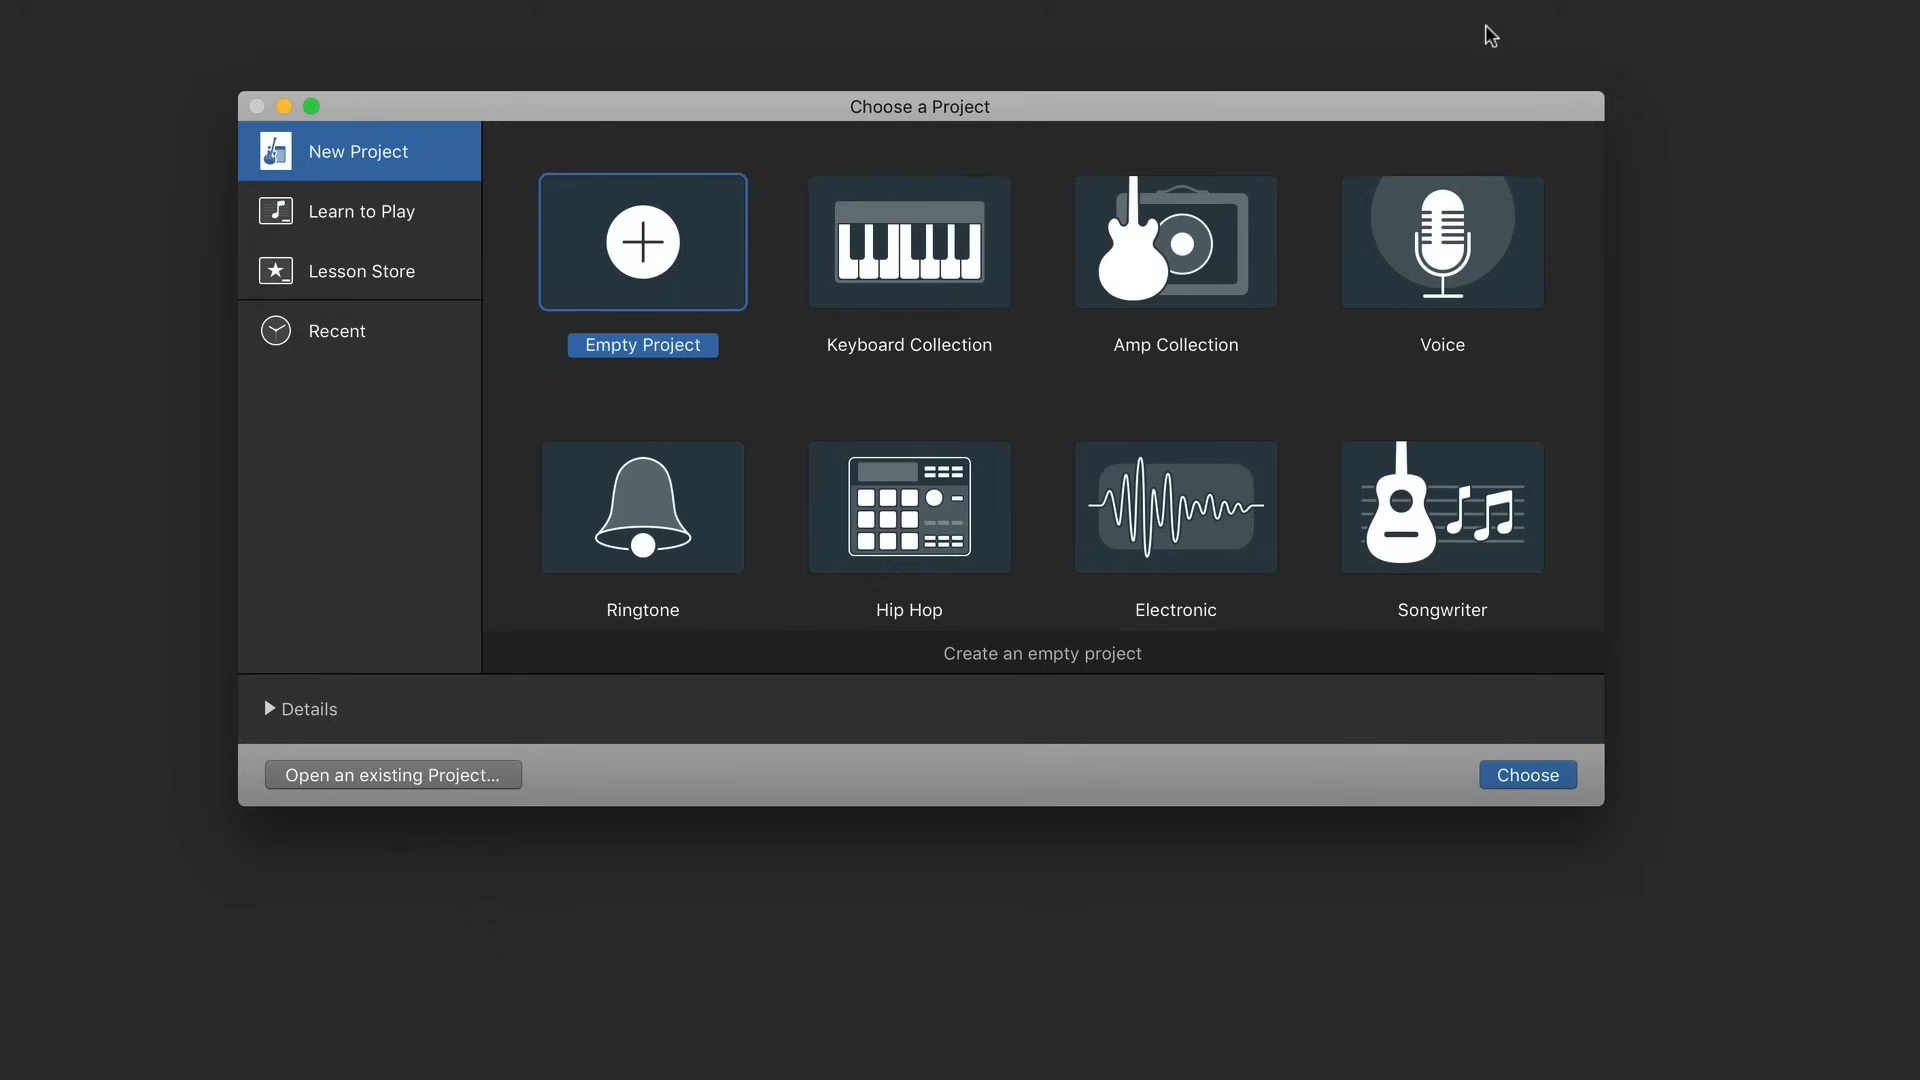 Choose a Project
New Project
Learn to Play
Lesson Store
Recent
Empty Project
Keyboard Collection
Amp Collection
Voice
Ringtone
Hip Hop
Electronic
Songwriter
Create an empty project
Details
Open an existing Project...
Choose